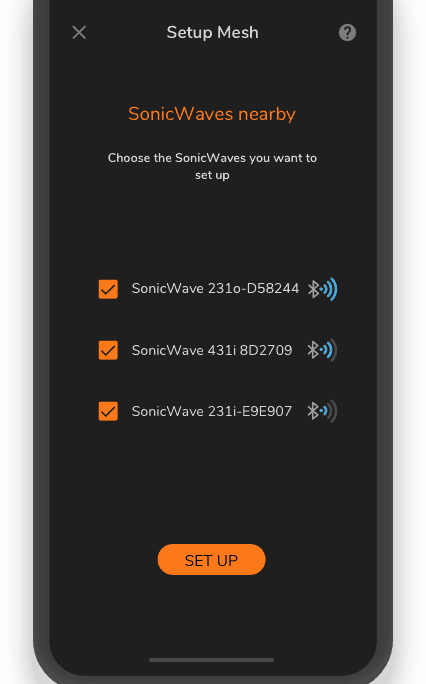 Setup Mesh
SonicWaves nearby
Choose the SonicWaves you want to
set up
SonicWave 231o-D58244
SonicWave 431i 8D2709
SonicWave 231i-E9E907
SET UP